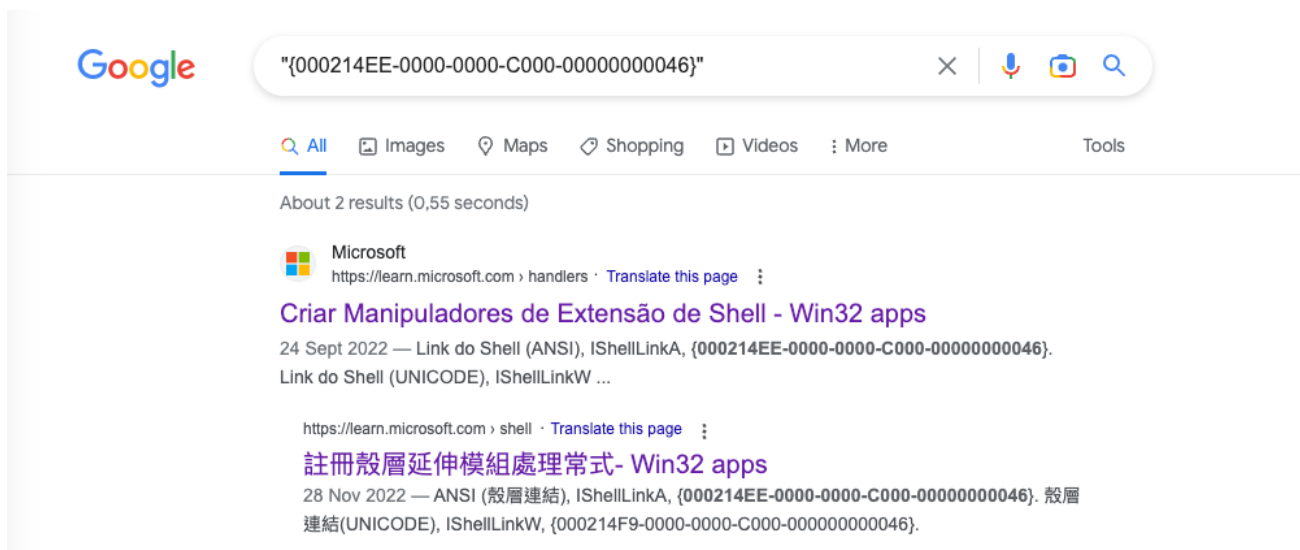 Google
"{000214EE-0000-0000-C000-00000000046}"
All Images Maps Shopping Videos More Tools
About 2 results (0,55 seconds)
Microsoft
https://learn.microsoft.com › handlers · Translate this page
Criar Manipuladores de Extensão de Shell - Win32 apps
24 Sept 2022 — Link do Shell (ANSI), IShellLinkA, {000214EE-0000-0000-C000-00000000046}.
Link do Shell (UNICODE), IShellLinkW ...
https://learn.microsoft.com › shell · Translate this page
註冊殼層延伸模組處理常式- Win32 apps
28 Nov 2022 — ANSI (殼層連結), IShellLinkA, {000214EE-0000-0000-C000-00000000046}. 殼層
連結(UNICODE), IShellLinkW, {000214F9-0000-0000-C000-000000000046}.